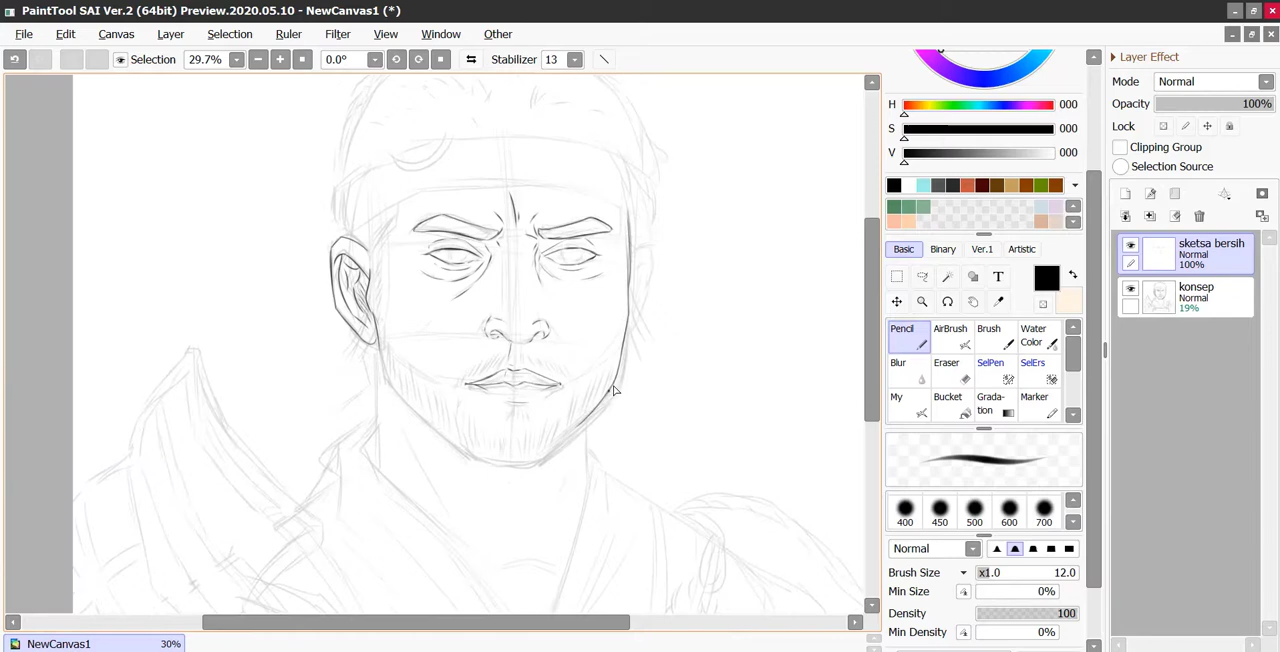 PaintTool SAI Ver.2 (64bit) Preview.2020.05.10 - NewCanvas1 (*)
File Edit Canvas Layer Selection Ruler Filter View Window Other
Selection 29.7% 0.0° Stabilizer 13
H 000
S 000
V 000
Basic Binary Ver.1 Artistic
T
Pencil AirBrush Brush Water Color
Blur Eraser SelPen SelErs
My Bucket Grada-tion Marker
400 450 500 600 700
Normal
Brush Size x1.0 12.0
Min Size 0%
Density 100
Min Density 0%
Layer Effect
Mode Normal
Opacity 100%
Lock
Clipping Group
Selection Source
sketsa bersih
Normal
100%
konsep
Normal
19%
NewCanvas1 30%